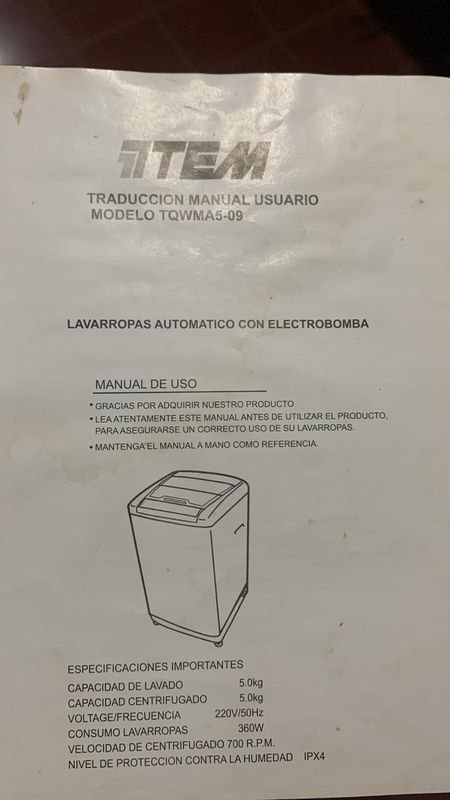 ITEM
TRADUCCION MANUAL USUARIO
MODELO TQWMA5-09
LAVARROPAS AUTOMATICO CON ELECTROBOMBA
MANUAL DE USO
• GRACIAS POR ADQUIRIR NUESTRO PRODUCTO
• LEA ATENTAMENTE ESTE MANUAL ANTES DE UTILIZAR EL PRODUCTO,
PARA ASEGURARSE UN CORRECTO USO DE SU LAVARROPAS.
• MANTENGA EL MANUAL A MANO COMO REFERENCIA.
ESPECIFICACIONES IMPORTANTES
CAPACIDAD DE LAVADO 5.0kg
CAPACIDAD CENTRIFUGADO 5.0kg
VOLTAGE/FRECUENCIA 220V/50Hz
CONSUMO LAVARROPAS 360W
VELOCIDAD DE CENTRIFUGADO 700 R.P.M.
NIVEL DE PROTECCION CONTRA LA HUMEDAD IPX4